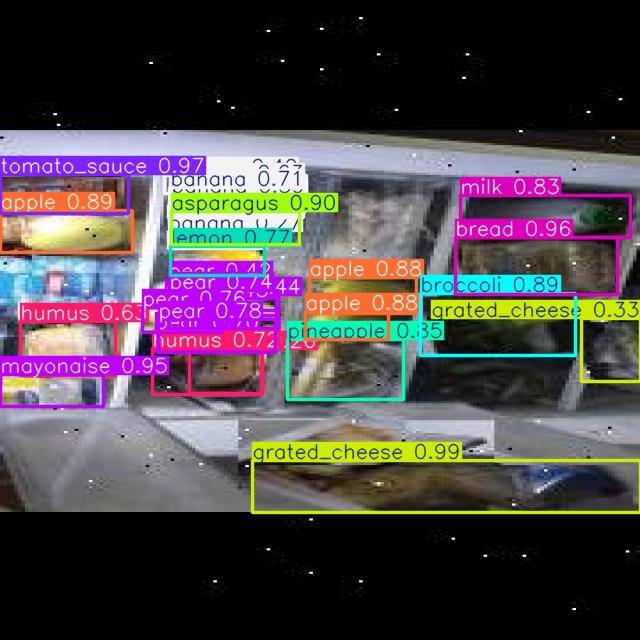 tomato_sauce 0.97
banana 0.71
milk 0.83
apple 0.89
asparagus 0.90
bread 0.96
lemon 0.77
apple 0.88
pear 0.42
pear 0.74
broccoli 0.89
pear 0.76
apple 0.88
grated_cheese 0.33
humus 0.63
pear 0.78
pineapple 0.85
humus 0.72
mayonaise 0.95
grated_cheese 0.99